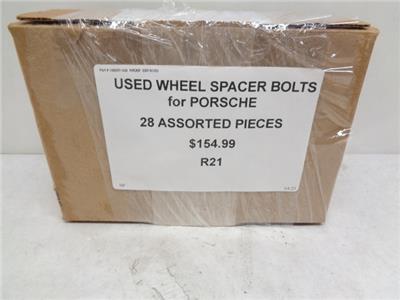 USED WHEEL SPACER BOLTS
for PORSCHE
28 ASSORTED PIECES
$154.99
R21